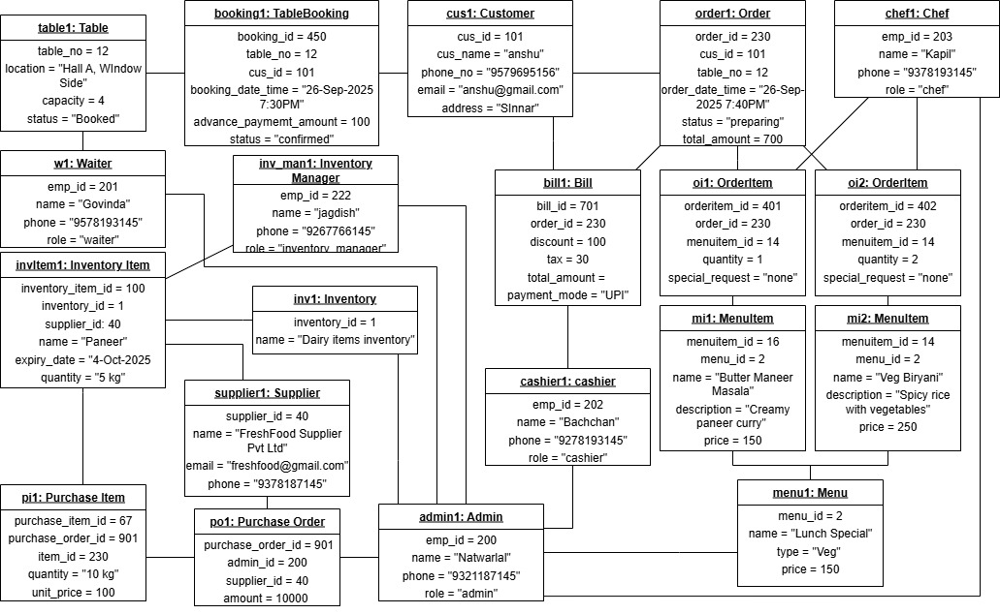 table1: Table
table_no = 12
location = "Hall A, WIndow
Side"
capacity = 4
status = "Booked"
booking1: TableBooking
booking_id = 450
table_no = 12
cus_id = 101
booking_date_time = "26-Sep-2025
7:30PM"
advance_paymemt_amount = 100
status = "confirmed"
cus1: Customer
cus_id = 101
cus_name = "anshu"
phone_no = "9579695156"
email = "anshu@gmail.com"
address = "SInnar"
order1: Order
order_id = 230
cus_id = 101
table_no = 12
order_date_time = "26-Sep-
2025 7:40PM"
status = "preparing"
total_amount = 700
chef1: Chef
emp_id = 203
name = "Kapil"
phone = "9378193145"
role = "chef"
w1: Waiter
emp_id = 201
name = "Govinda"
phone = "9578193145"
role = "waiter"
inv_man1: Inventory
Manager
emp_id = 222
name = "jagdish"
phone = "9267766145"
role = "inventory_manager"
bill1: Bill
bill_id = 701
order_id = 230
discount = 100
tax = 30
total_amount =
payment_mode = "UPI"
oi1: OrderItem
orderitem_id = 401
order_id = 230
menuitem_id = 14
quantity = 1
special_request = "none"
oi2: OrderItem
orderitem_id = 402
order_id = 230
menuitem_id = 14
quantity = 2
special_request = "none"
invItem1: Inventory Item
inventory_item_id = 100
inventory_id = 1
supplier_id: 40
name = "Paneer"
expiry_date = "4-Oct-2025
quantity = "5 kg"
inv1: Inventory
inventory_id = 1
name = "Dairy items inventory"
mi1: MenuItem
menuitem_id = 16
menu_id = 2
name = "Butter Maneer
Masala"
description = "Creamy
paneer curry"
price = 150
mi2: MenuItem
menuitem_id = 14
menu_id = 2
name = "Veg Biryani"
description = "Spicy rice
with vegetables"
price = 250
supplier1: Supplier
supplier_id = 40
name = "FreshFood Supplier
Pvt Ltd"
email = "freshfood@gmail.com"
phone = "9378187145"
cashier1: cashier
emp_id = 202
name = "Bachchan"
phone = "9278193145"
role = "cashier"
pi1: Purchase Item
purchase_item_id = 67
purchase_order_id = 901
item_id = 230
quantity = "10 kg"
unit_price = 100
po1: Purchase Order
purchase_order_id = 901
admin_id = 200
supplier_id = 40
amount = 10000
admin1: Admin
emp_id = 200
name = "Natwarlal"
phone = "9321187145"
role = "admin"
menu1: Menu
menu_id = 2
name = "Lunch Special"
type = "Veg"
price = 150